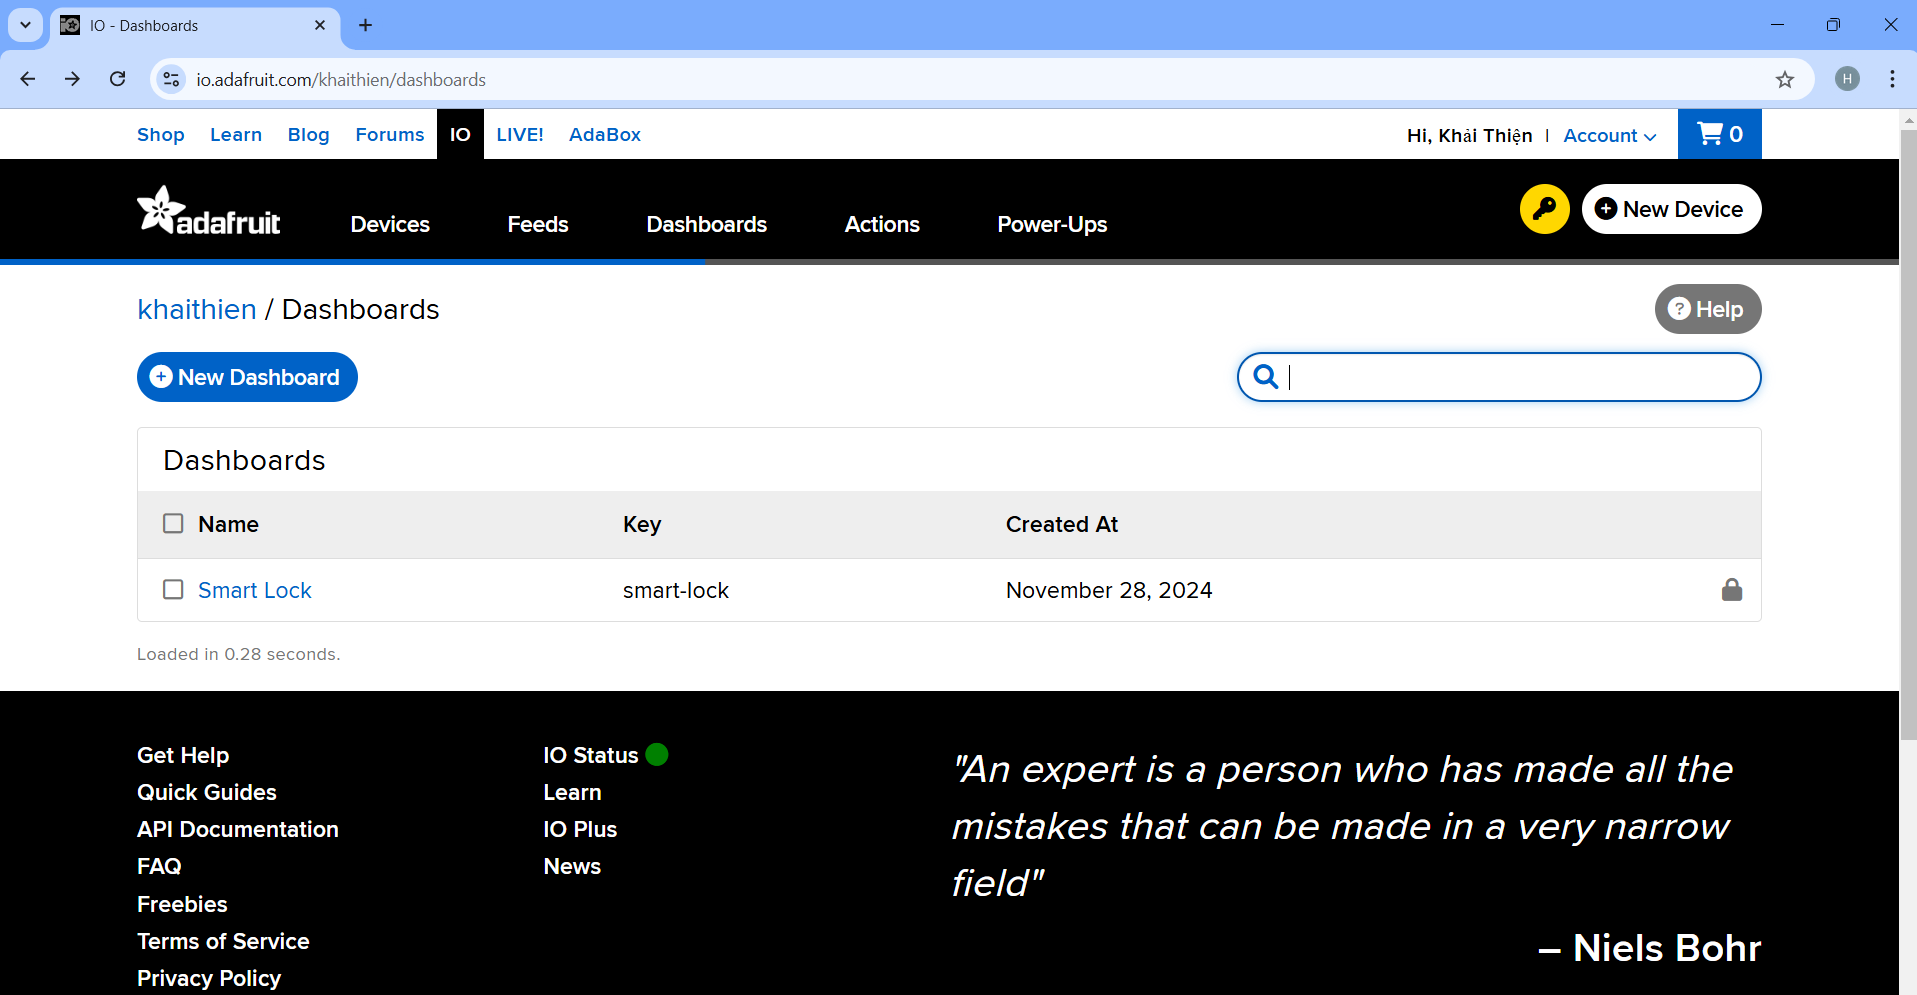 IO - Dashboards
io.adafruit.com/khaithien/dashboards
H
Shop Learn Blog Forums IO LIVE! AdaBox
Hi, Khải Thiện | Account 0
adafruit Devices Feeds Dashboards Actions Power-Ups New Device
khaithien / Dashboards
? Help
New Dashboard
Dashboards
Name Key Created At
Smart Lock smart-lock November 28, 2024
Loaded in 0.28 seconds.
Get Help
Quick Guides
API Documentation
FAQ
Freebies
Terms of Service
Privacy Policy
IO Status
Learn
IO Plus
News
"An expert is a person who has made all the
mistakes that can be made in a very narrow
field"
– Niels Bohr